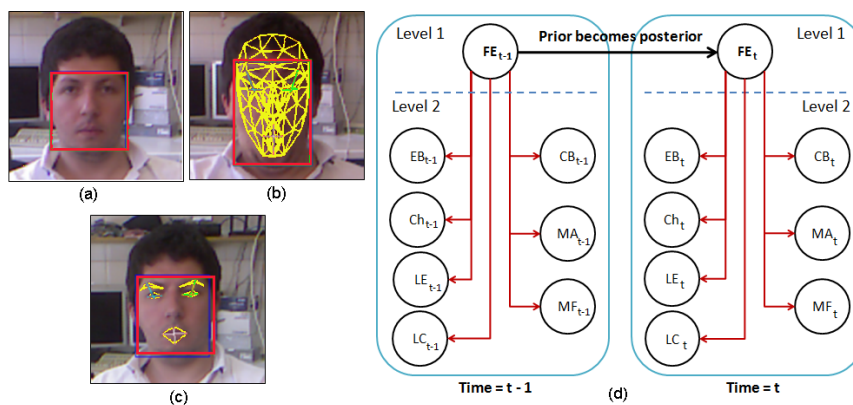 (a)
(b)
(c)
Level 1
FEt-1
Prior becomes posterior
FEt
Level 1
Level 2
Level 2
EBt-1
CBt-1
EBt
CBt
Cht-1
MAt-1
Cht
MAt
LEt-1
MFt-1
LEt
MFt
LCt-1
LCt
Time = t - 1
(d)
Time = t